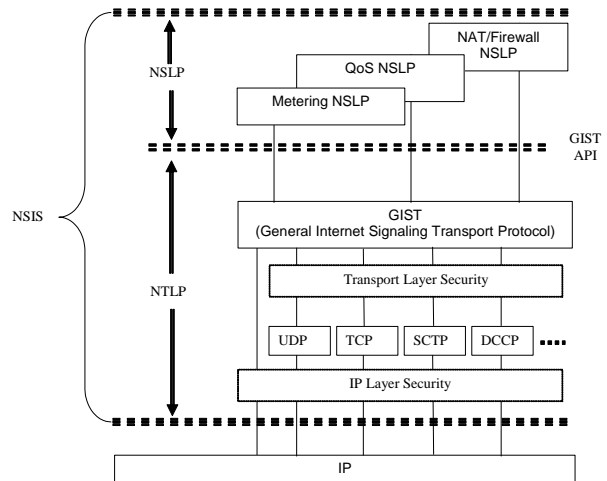 NAT/Firewall
NSLP
QoS NSLP
NSLP
Metering NSLP
GIST
API
NSIS
GIST
(General Internet Signaling Transport Protocol)
NTLP
Transport Layer Security
UDP
TCP
SCTP
DCCP
IP Layer Security
IP